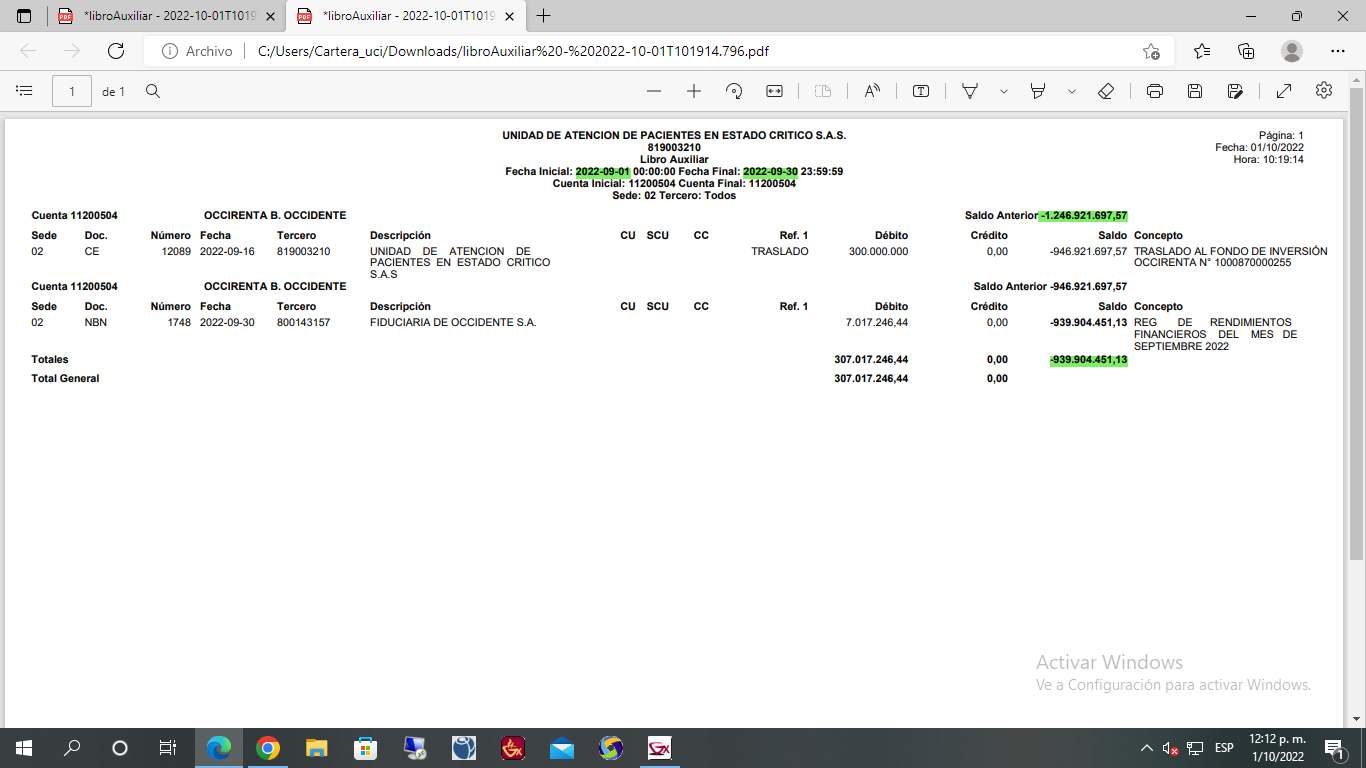 *libroAuxiliar - 2022-10-01T1019
*libroAuxiliar - 2022-10-01T1019
Archivo
C:/Users/Cartera_uci/Downloads/libroAuxiliar%20-%202022-10-01T101914.796.pdf
1 de 1
UNIDAD DE ATENCION DE PACIENTES EN ESTADO CRITICO S.A.S. Página: 1
819003210 Fecha: 01/10/2022
Libro Auxiliar Hora: 10:19:14
Fecha Inicial: 2022-09-01 00:00:00 Fecha Final: 2022-09-30 23:59:59
Cuenta Inicial: 11200504 Cuenta Final: 11200504
Sede: 02 Tercero: Todos
Cuenta 11200504 OCCIRENTA B. OCCIDENTE Saldo Anterior -1.246.921.697,57
Sede Doc. Número Fecha Tercero Descripción CU SCU CC Ref. 1 Débito Crédito Saldo Concepto
02 CE 12089 2022-09-16 819003210 UNIDAD DE ATENCION DE TRASLADO 300.000.000 0,00 -946.921.697,57 TRASLADO AL FONDO DE INVERSIÓN
PACIENTES EN ESTADO CRITICO OCCIRENTA N° 1000870000255
S.A.S
Cuenta 11200504 OCCIRENTA B. OCCIDENTE Saldo Anterior -946.921.697,57
Sede Doc. Número Fecha Tercero Descripción CU SCU CC Ref. 1 Débito Crédito Saldo Concepto
02 NBN 1748 2022-09-30 800143157 FIDUCIARIA DE OCCIDENTE S.A. 7.017.246,44 0,00 -939.904.451,13 REG DE RENDIMIENTOS
FINANCIEROS DEL MES DE
SEPTIEMBRE 2022
Totales 307.017.246,44 0,00 -939.904.451,13
Total General 307.017.246,44 0,00
Activar Windows
Ve a Configuración para activar Windows.
ESP
12:12 p. m.
1/10/2022
1